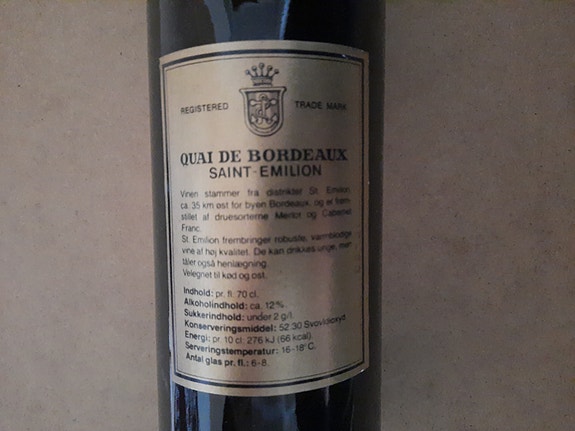 REGISTERED TRADE MARK
QUAI DE BORDEAUX
SAINT-EMILION
Vinen stammer fra distriktet St. Emilion,
ca. 35 km øst for byen Bordeaux, og er frem-
stillet af druesorterne Merlot og Cabernet
Franc.
St. Emilion frembringer robuste, varmblodige
vine af høj kvalitet. De kan drikkes unge, men
tåler også henlægning.
Velegnet til kød og ost.
Indhold: pr. fl. 70 cl.
Alkoholindhold: ca. 12%.
Sukkerindhold: under 2 g/l.
Konserveringsmiddel: S2 30 Svovldioxyd.
Energi: pr. 10 cl. 276 kJ (66 kcal).
Serveringstemperatur: 16-18°C.
Antal glas pr. fl.: 6-8.